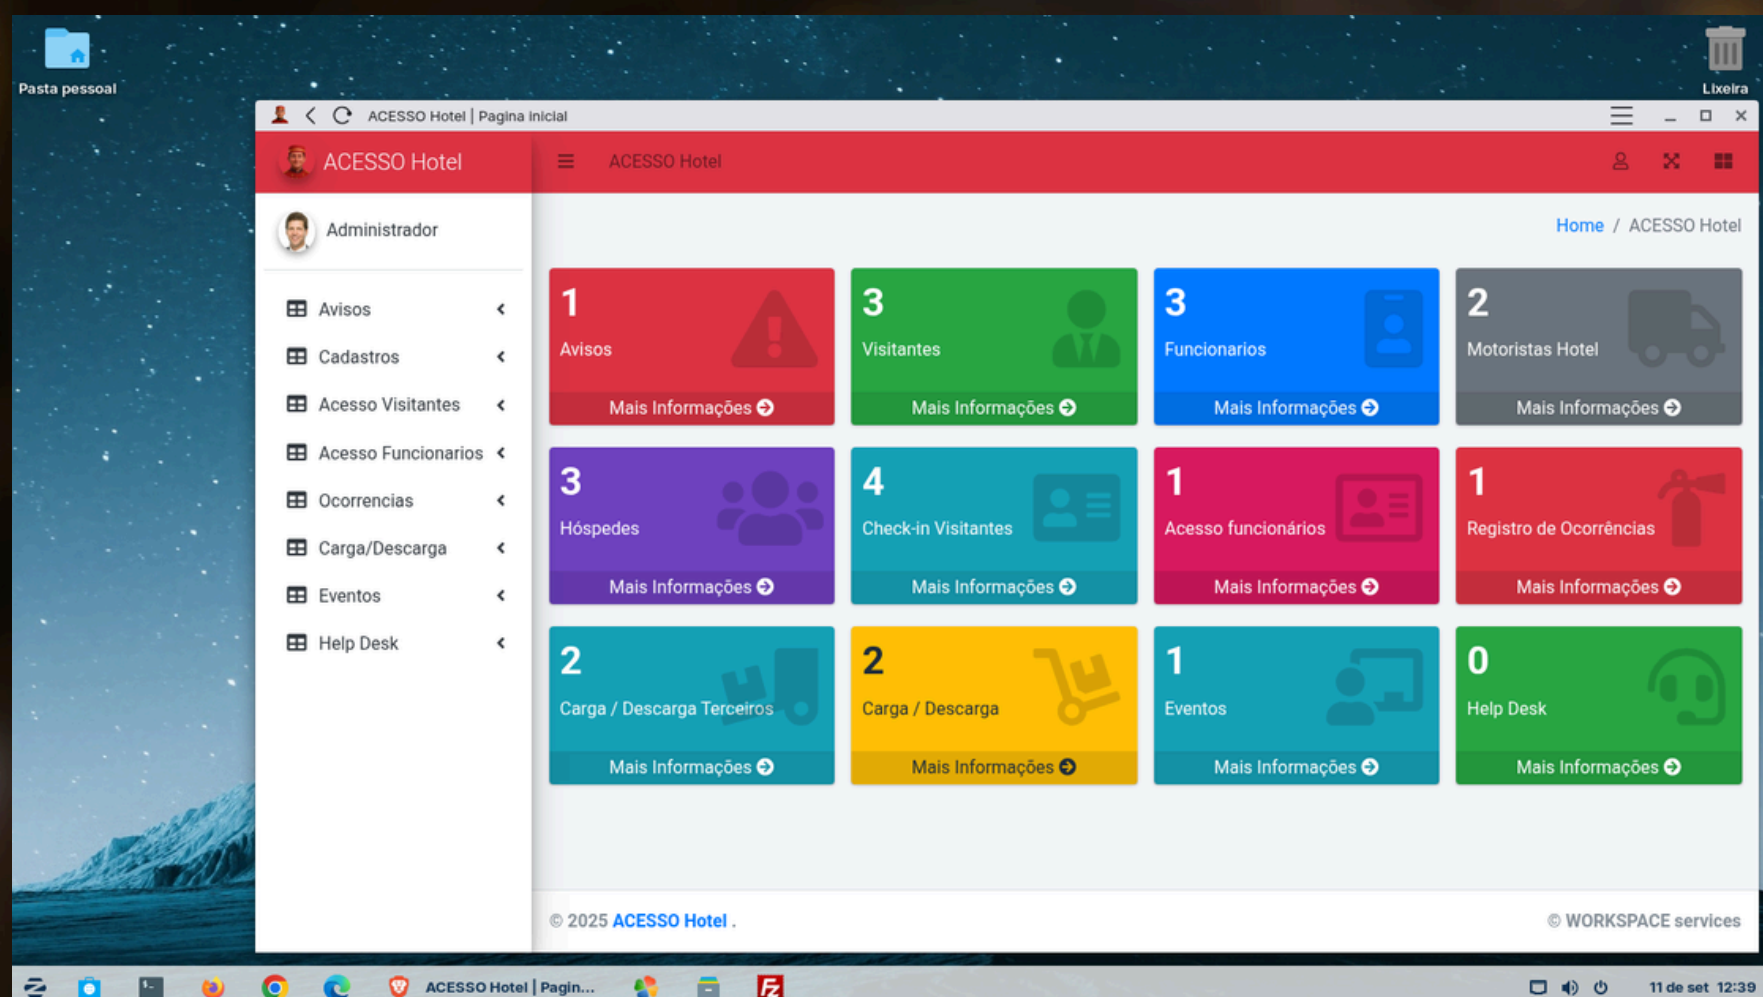 Pasta pessoal
Lixeira
ACESSO Hotel | Pagina inicial
ACESSO Hotel
ACESSO Hotel
Administrador
Home / ACESSO Hotel
Avisos
Cadastros
Acesso Visitantes
Acesso Funcionarios
Ocorrencias
Carga/Descarga
Eventos
Help Desk
1
Avisos
Mais Informações
3
Visitantes
Mais Informações
3
Funcionarios
Mais Informações
2
Motoristas Hotel
Mais Informações
3
Hóspedes
Mais Informações
4
Check-in Visitantes
Mais Informações
1
Acesso funcionários
Mais Informações
1
Registro de Ocorrências
Mais Informações
2
Carga / Descarga Terceiros
Mais Informações
2
Carga / Descarga
Mais Informações
1
Eventos
Mais Informações
0
Help Desk
Mais Informações
© 2025 ACESSO Hotel .
© WORKSPACE services
ACESSO Hotel | Pagin...
11 de set 12:39